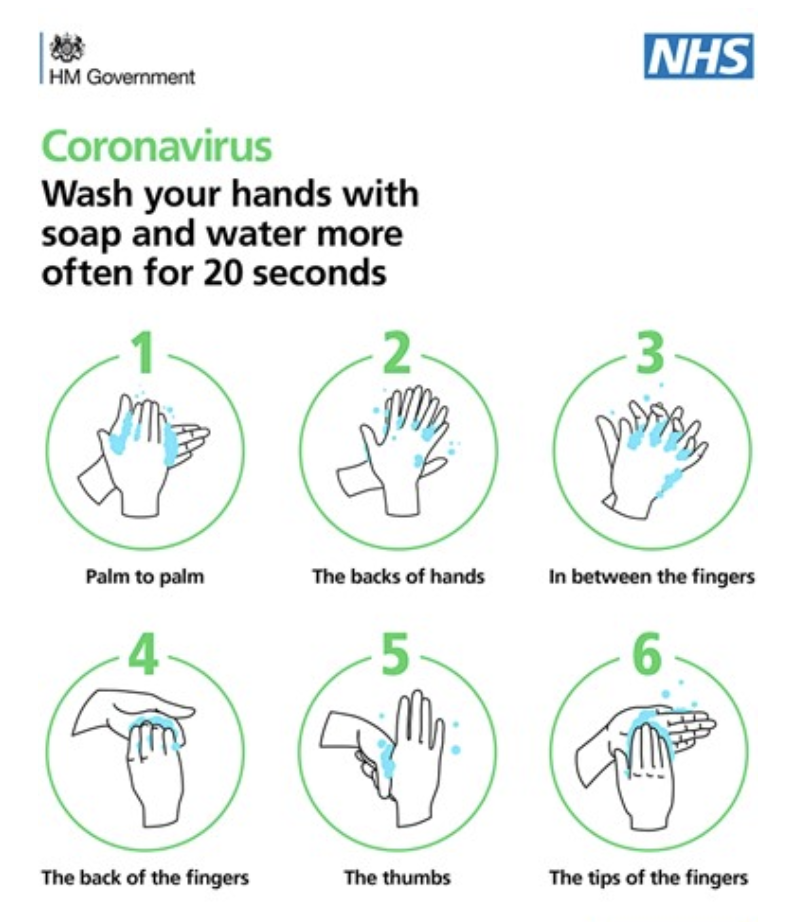 HM Government
NHS
Coronavirus
Wash your hands with
soap and water more
often for 20 seconds
1
2
3
Palm to palm
The backs of hands
In between the fingers
4
5
6
The back of the fingers
The thumbs
The tips of the fingers